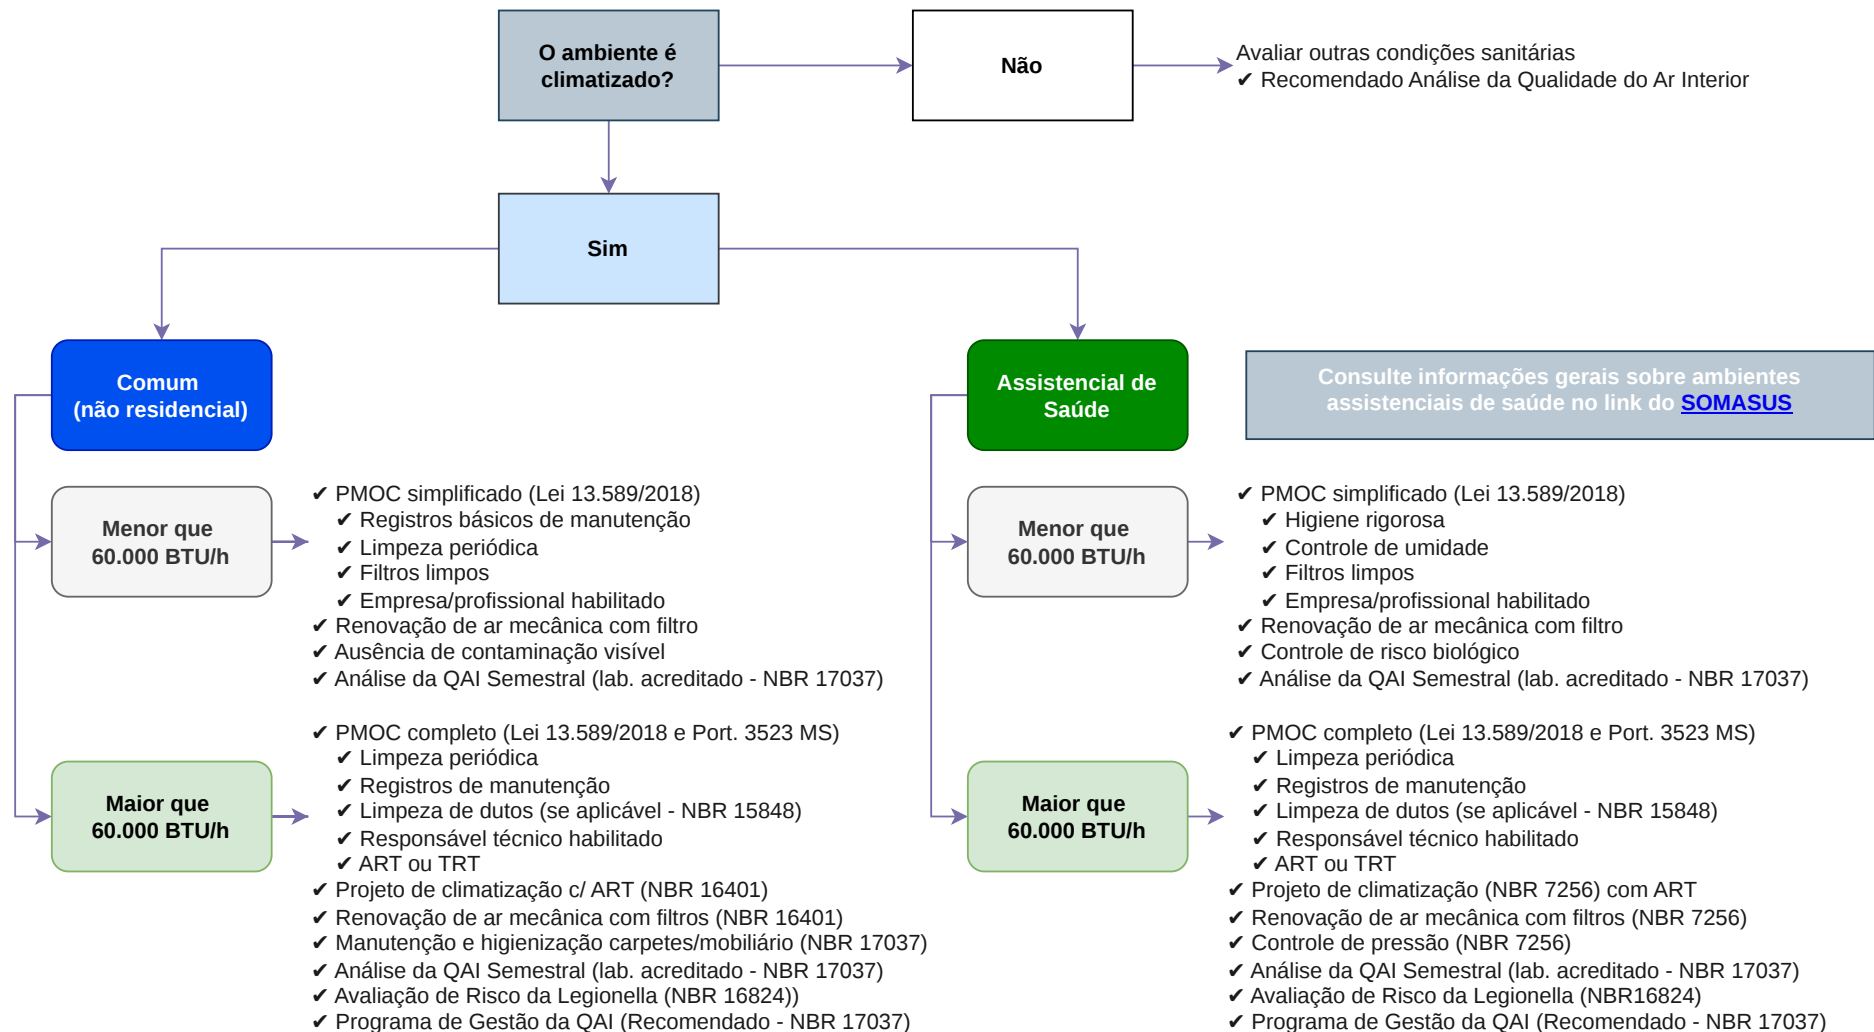 O ambiente é
climatizado?
Não
Avaliar outras condições sanitárias
✔ Recomendado Análise da Qualidade do Ar Interior
Sim
Comum
(não residencial)
Assistencial de
Saúde
Consulte informações gerais sobre ambientes
assistenciais de saúde no link do SOMASUS
Menor que
60.000 BTU/h
✔ PMOC simplificado (Lei 13.589/2018)
✔ Registros básicos de manutenção
✔ Limpeza periódica
✔ Filtros limpos
✔ Empresa/profissional habilitado
✔ Renovação de ar mecânica com filtro
✔ Ausência de contaminação visível
✔ Análise da QAI Semestral (lab. acreditado - NBR 17037)
Menor que
60.000 BTU/h
✔ PMOC simplificado (Lei 13.589/2018)
✔ Higiene rigorosa
✔ Controle de umidade
✔ Filtros limpos
✔ Empresa/profissional habilitado
✔ Renovação de ar mecânica com filtro
✔ Controle de risco biológico
✔ Análise da QAI Semestral (lab. acreditado - NBR 17037)
Maior que
60.000 BTU/h
✔ PMOC completo (Lei 13.589/2018 e Port. 3523 MS)
✔ Limpeza periódica
✔ Registros de manutenção
✔ Limpeza de dutos (se aplicável - NBR 15848)
✔ Responsável técnico habilitado
✔ ART ou TRT
✔ Projeto de climatização c/ ART (NBR 16401)
✔ Renovação de ar mecânica com filtros (NBR 16401)
✔ Manutenção e higienização carpetes/mobiliário (NBR 17037)
✔ Análise da QAI Semestral (lab. acreditado - NBR 17037)
✔ Avaliação de Risco da Legionella (NBR 16824))
✔ Programa de Gestão da QAI (Recomendado - NBR 17037)
Maior que
60.000 BTU/h
✔ PMOC completo (Lei 13.589/2018 e Port. 3523 MS)
✔ Limpeza periódica
✔ Registros de manutenção
✔ Limpeza de dutos (se aplicável - NBR 15848)
✔ Responsável técnico habilitado
✔ ART ou TRT
✔ Projeto de climatização (NBR 7256) com ART
✔ Renovação de ar mecânica com filtros (NBR 7256)
✔ Controle de pressão (NBR 7256)
✔ Análise da QAI Semestral (lab. acreditado - NBR 17037)
✔ Avaliação de Risco da Legionella (NBR16824)
✔ Programa de Gestão da QAI (Recomendado - NBR 17037)